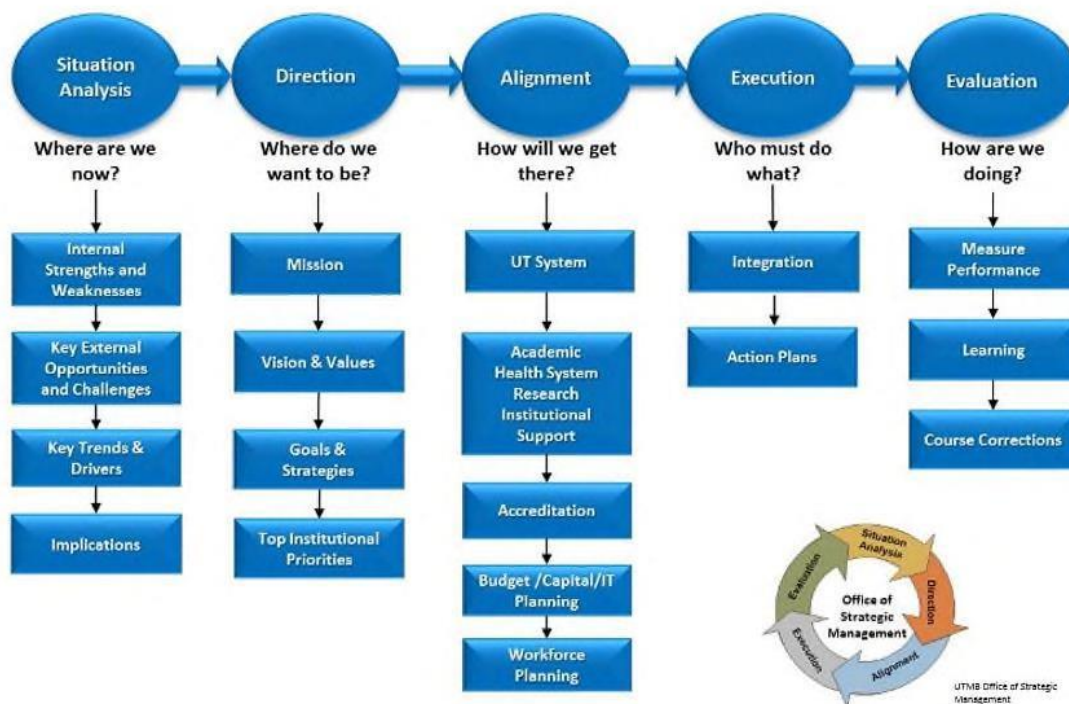 Situation
Analysis
Direction
Alignment
Execution
Evaluation
Where are we
now?
Where do we
want to be?
How will we get
there?
Who must do
what?
How are we
doing?
Internal
Strengths and
Weaknesses
Key External
Opportunities
and Challenges
Key Trends &
Drivers
Implications
Mission
Vision & Values
Goals &
Strategies
Top Institutional
Priorities
UT System
Academic
Health System
Research
Institutional
Support
Accreditation
Budget /Capital/IT
Planning
Workforce
Planning
Integration
Action Plans
Measure
Performance
Learning
Course Corrections
Situation
Analysis
Direction
Alignment
Execution
Evaluation
Office of
Strategic
Management
UTMB Office of Strategic
Management